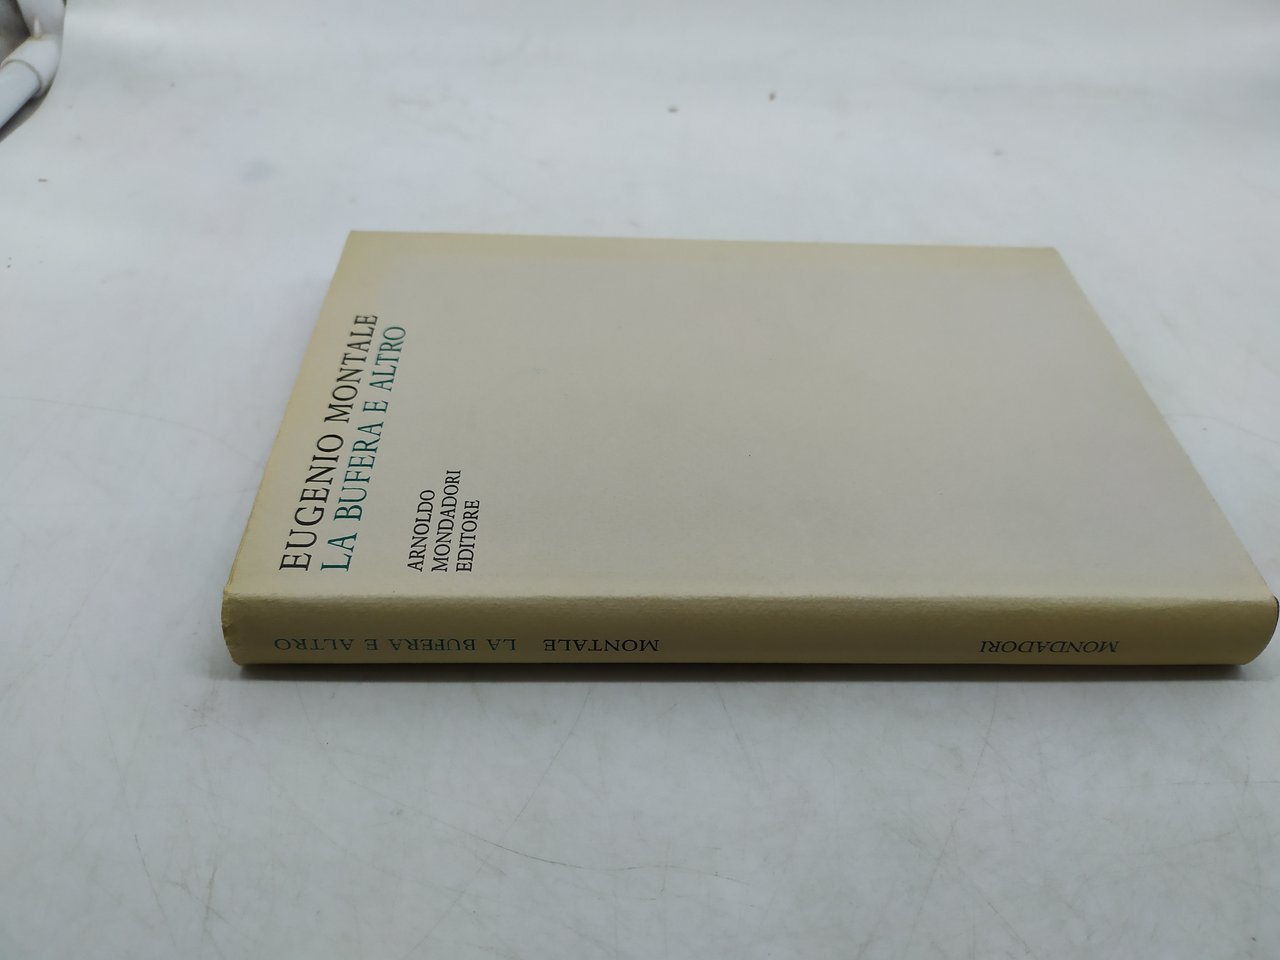 EUGENIO MONTALE
LA BUFERA E ALTRO
ARNOLDO
MONDADORI
EDITORE
MONDADORI MONTALE LA BUFERA E ALTRO